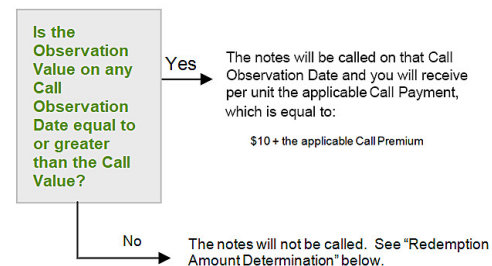 Is the
Observation
Value on any
Call
Observation
Date equal to
or greater
than the Call
Value?
Yes
The notes will be called on that Call
Observation Date and you will receive
per unit the applicable Call Payment,
which is equal to:
$10 + the applicable Call Premium
No
The notes will not be called. See “Redemption
Amount Determination” below.